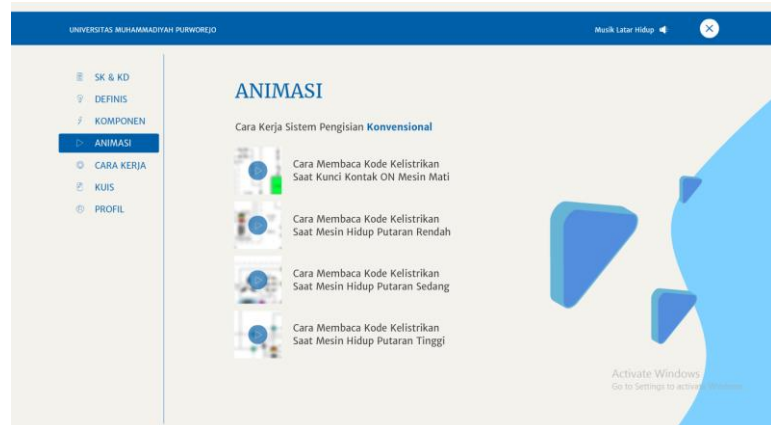 UNIVERSITAS MUHAMMADIYAH PURWOREJO
Musik Latar Hidup
SK & KD
DEFINIS
KOMPONEN
ANIMASI
CARA KERJA
KUIS
PROFIL
ANIMASI
Cara Kerja Sistem Pengisian Konvensional
Cara Membaca Kode Kelistrikan
Saat Kunci Kontak ON Mesin Mati
Cara Membaca Kode Kelistrikan
Saat Mesin Hidup Putaran Rendah
Cara Membaca Kode Kelistrikan
Saat Mesin Hidup Putaran Sedang
Cara Membaca Kode Kelistrikan
Saat Mesin Hidup Putaran Tinggi
Activate Windows
Go to Settings to activate Windows.